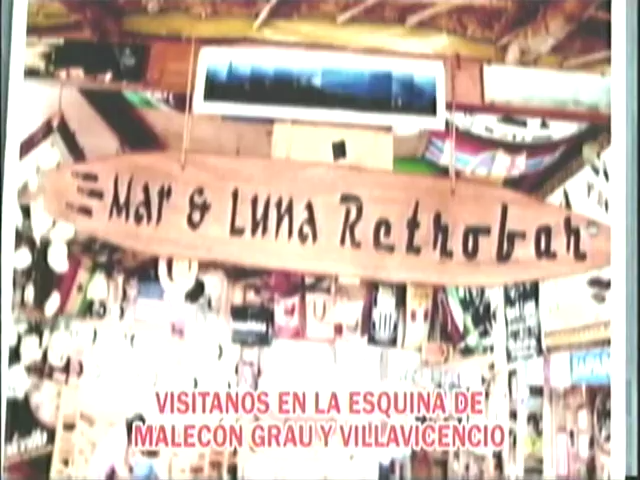 Mar & Luna Retrobar
VISITANOS EN LA ESQUINA DE
MALECÓN GRAU Y VILLAVICENCIO